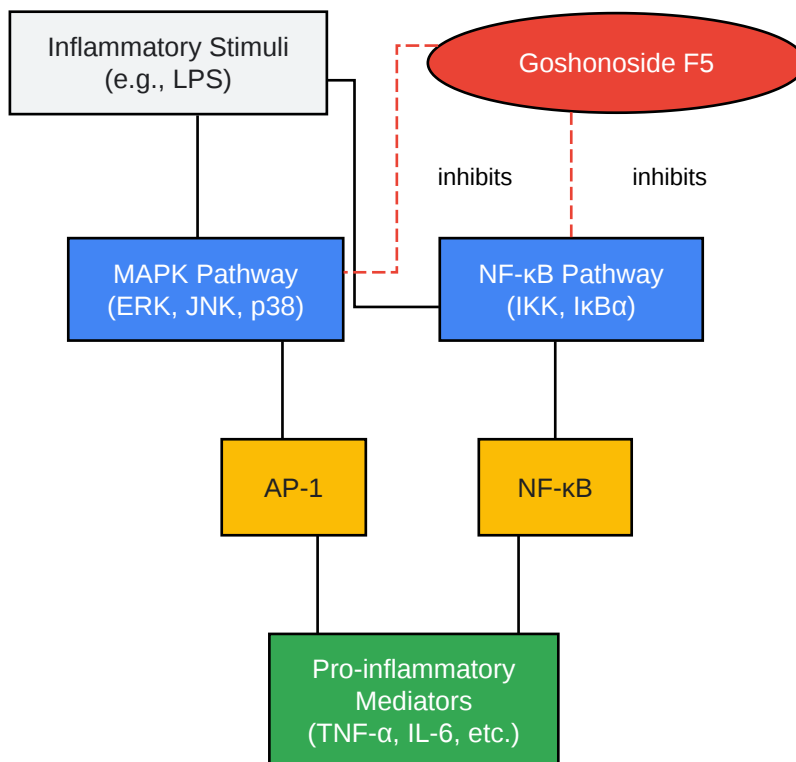 Inflammatory Stimuli
(e.g., LPS)
Goshonoside F5
inhibits
inhibits
MAPK Pathway
(ERK, JNK, p38)
NF-κB Pathway
(IKK, IκBα)
AP-1
NF-κB
Pro-inflammatory
Mediators
(TNF-α, IL-6, etc.)